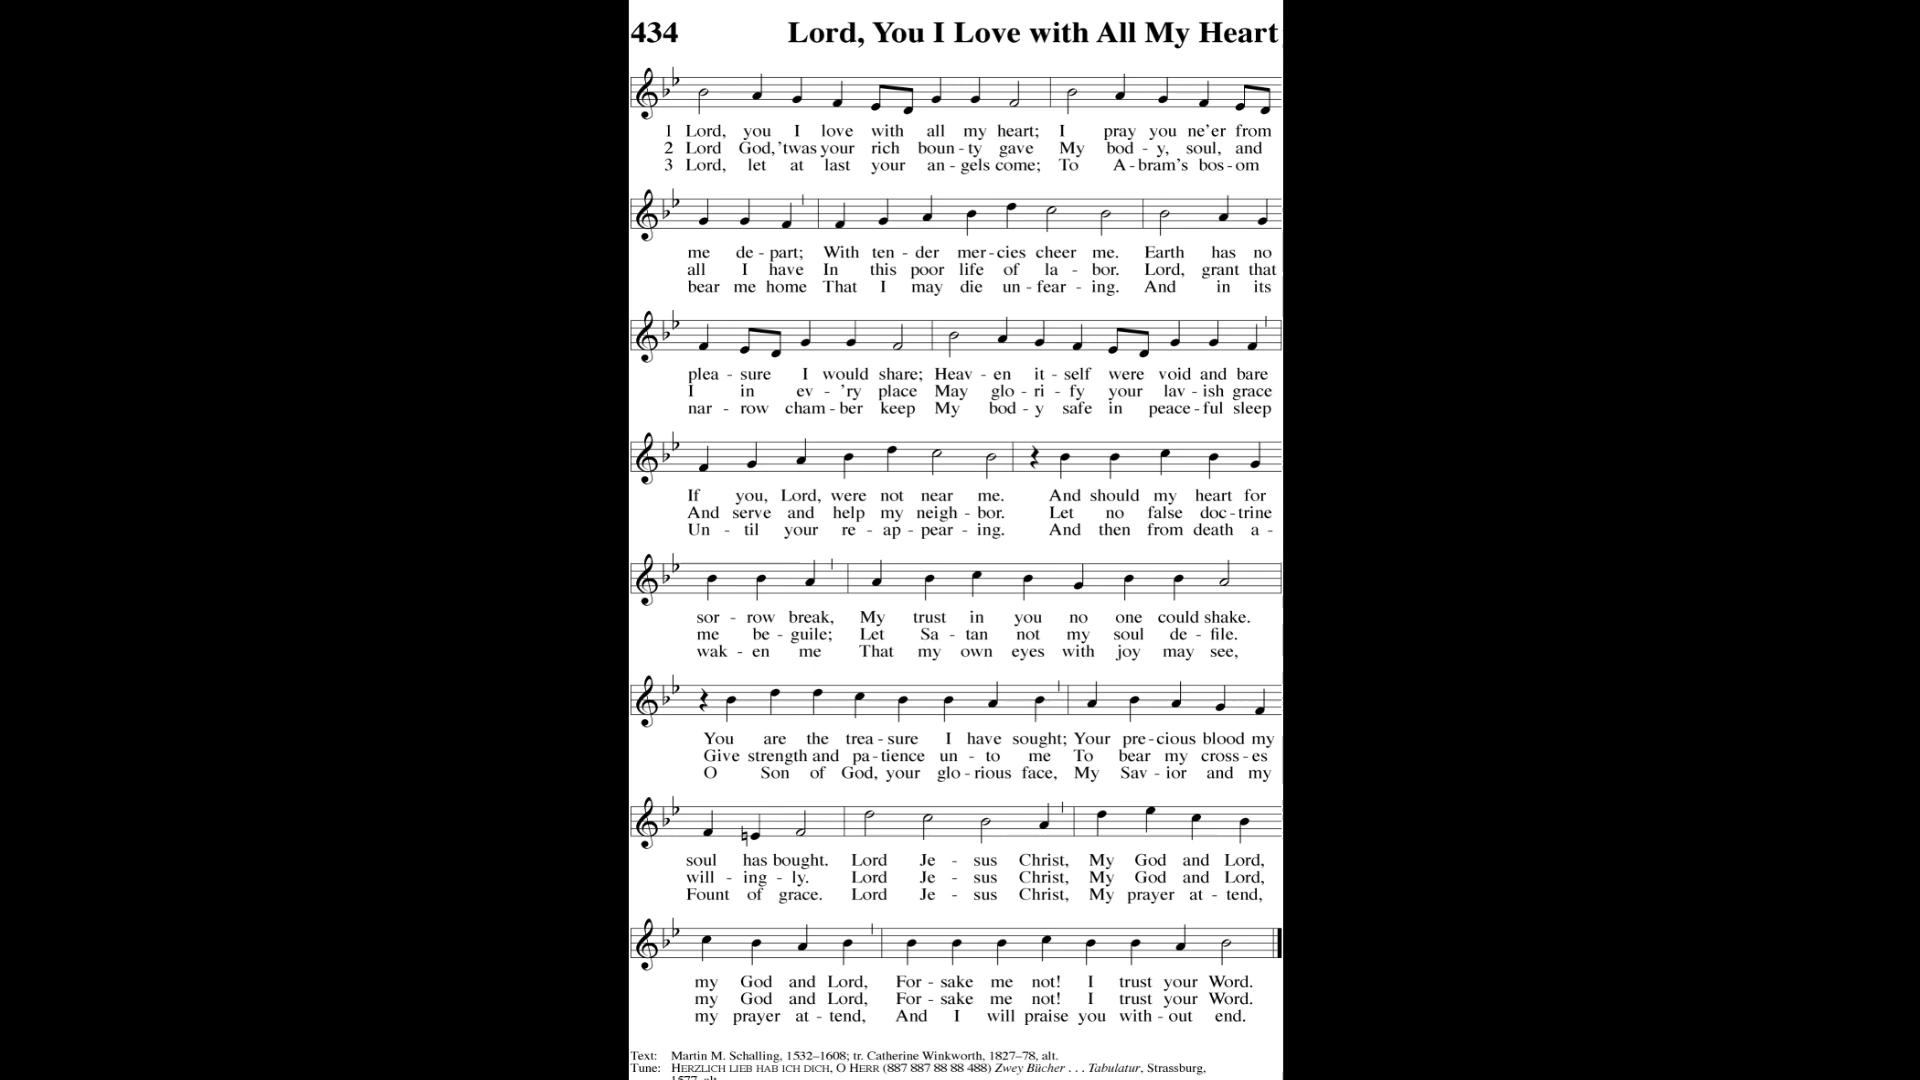 434 Lord, You I Love with All My Heart
1 Lord, you I love with all my heart; I pray you ne'er from
2 Lord God, 'twas your rich boun - ty gave My bod - y, soul, and
3 Lord, let at last your an - gels come; To A - bram's bos - om
me de - part; With ten - der mer - cies cheer me. Earth has no
all I have In this poor life of la - bor. Lord, grant that
bear me home That I may die un - fear - ing. And in its
plea - sure I would share; Heav - en it - self were void and bare
I in ev - 'ry place May glo - ri - fy your lav - ish grace
nar - row cham - ber keep My bod - y safe in peace - ful sleep
If you, Lord, were not near me. And should my heart for
And serve and help my neigh - bor. Let no false doc - trine
Un - til your re - ap - pear - ing. And then from death a -
sor - row break, My trust in you no one could shake.
me be - guile; Let Sa - tan not my soul de - file.
wak - en me That my own eyes with joy may see,
You are the trea - sure I have sought; Your pre - cious blood my
Give strength and pa - tience un - to me To bear my cross - es
O Son of God, your glo - rious face, My Sav - ior and my
soul has bought. Lord Je - sus Christ, My God and Lord,
will - ing - ly. Lord Je - sus Christ, My God and Lord,
Fount of grace. Lord Je - sus Christ, My prayer at - tend,
my God and Lord, For - sake me not! I trust your Word.
my God and Lord, For - sake me not! I trust your Word.
my prayer at - tend, And I will praise you with - out end.
Text: Martin M. Schalling, 1532–1608; tr. Catherine Winkworth, 1827–78, alt.
Tune: HERZLICH LIEB HAB ICH DICH, O HERR (887 887 88 88 488) Zwey Bücher . . . Tabulatur, Strassburg,
1577, alt.